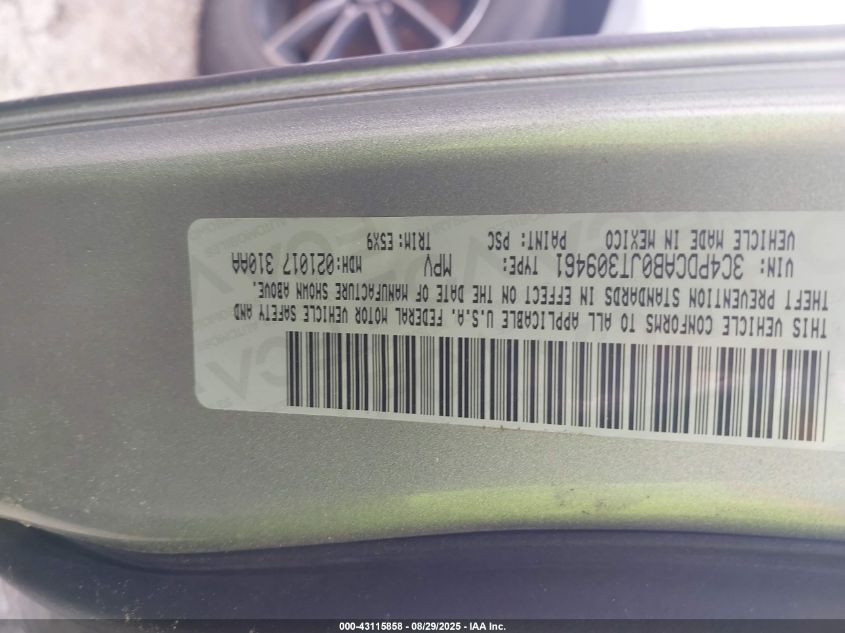 THIS VEHICLE CONFORMS TO ALL APPLICABLE U.S.A. FEDERAL MOTOR VEHICLE SAFETY AND
THEFT PREVENTION STANDARDS IN EFFECT ON THE DATE OF MANUFACTURE SHOWN ABOVE.
VIN: 3C4PDCAB0JT309461 TYPE: MPV MDH:021017 310AA
VEHICLE MADE IN MEXICO PAINT: PSC TRIM:E5X9
000-43115858 - 08/29/2025 - IAA Inc.